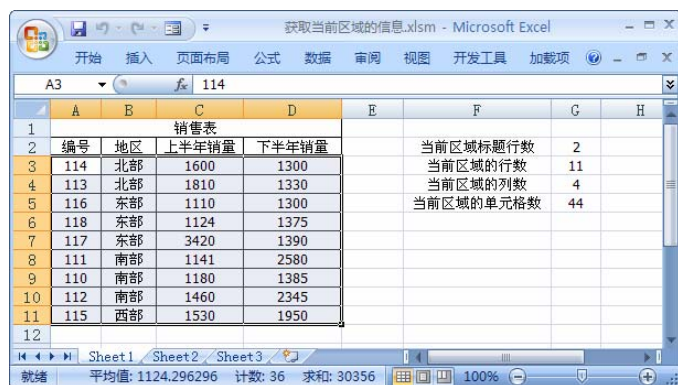 获取当前区域的信息.xlsm - Microsoft Excel
开始 插入 页面布局 公式 数据 审阅 视图 开发工具 加载项
A3 fx 114
A B C D E F G H
1 销售表
2 编号 地区 上半年销量 下半年销量 当前区域标题行数 2
3 114 北部 1600 1300 当前区域的行数 11
4 113 北部 1810 1330 当前区域的列数 4
5 116 东部 1110 1300 当前区域的单元格数 44
6 118 东部 1124 1375
7 117 东部 3420 1390
8 111 南部 1141 2580
9 110 南部 1180 1385
10 112 南部 1460 2345
11 115 西部 1530 1950
12
Sheet1 Sheet2 Sheet3
就绪 平均值: 1124.296296 计数: 36 求和: 30356 100%